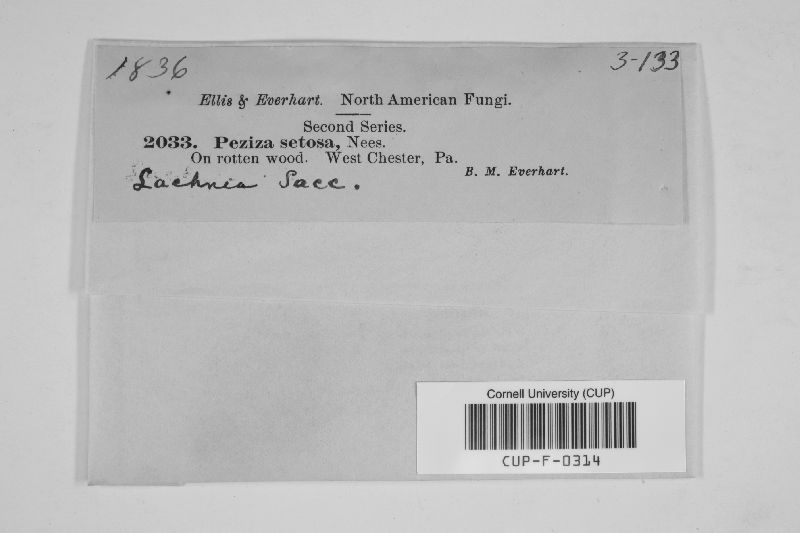 1836
3-133
Ellis & Everhart. North American Fungi.
Second Series.
2033. Peziza setosa, Nees.
On rotten wood. West Chester, Pa.
B. M. Everhart.
Lachnea Sacc.
Cornell University (CUP)
CUP-F-0314